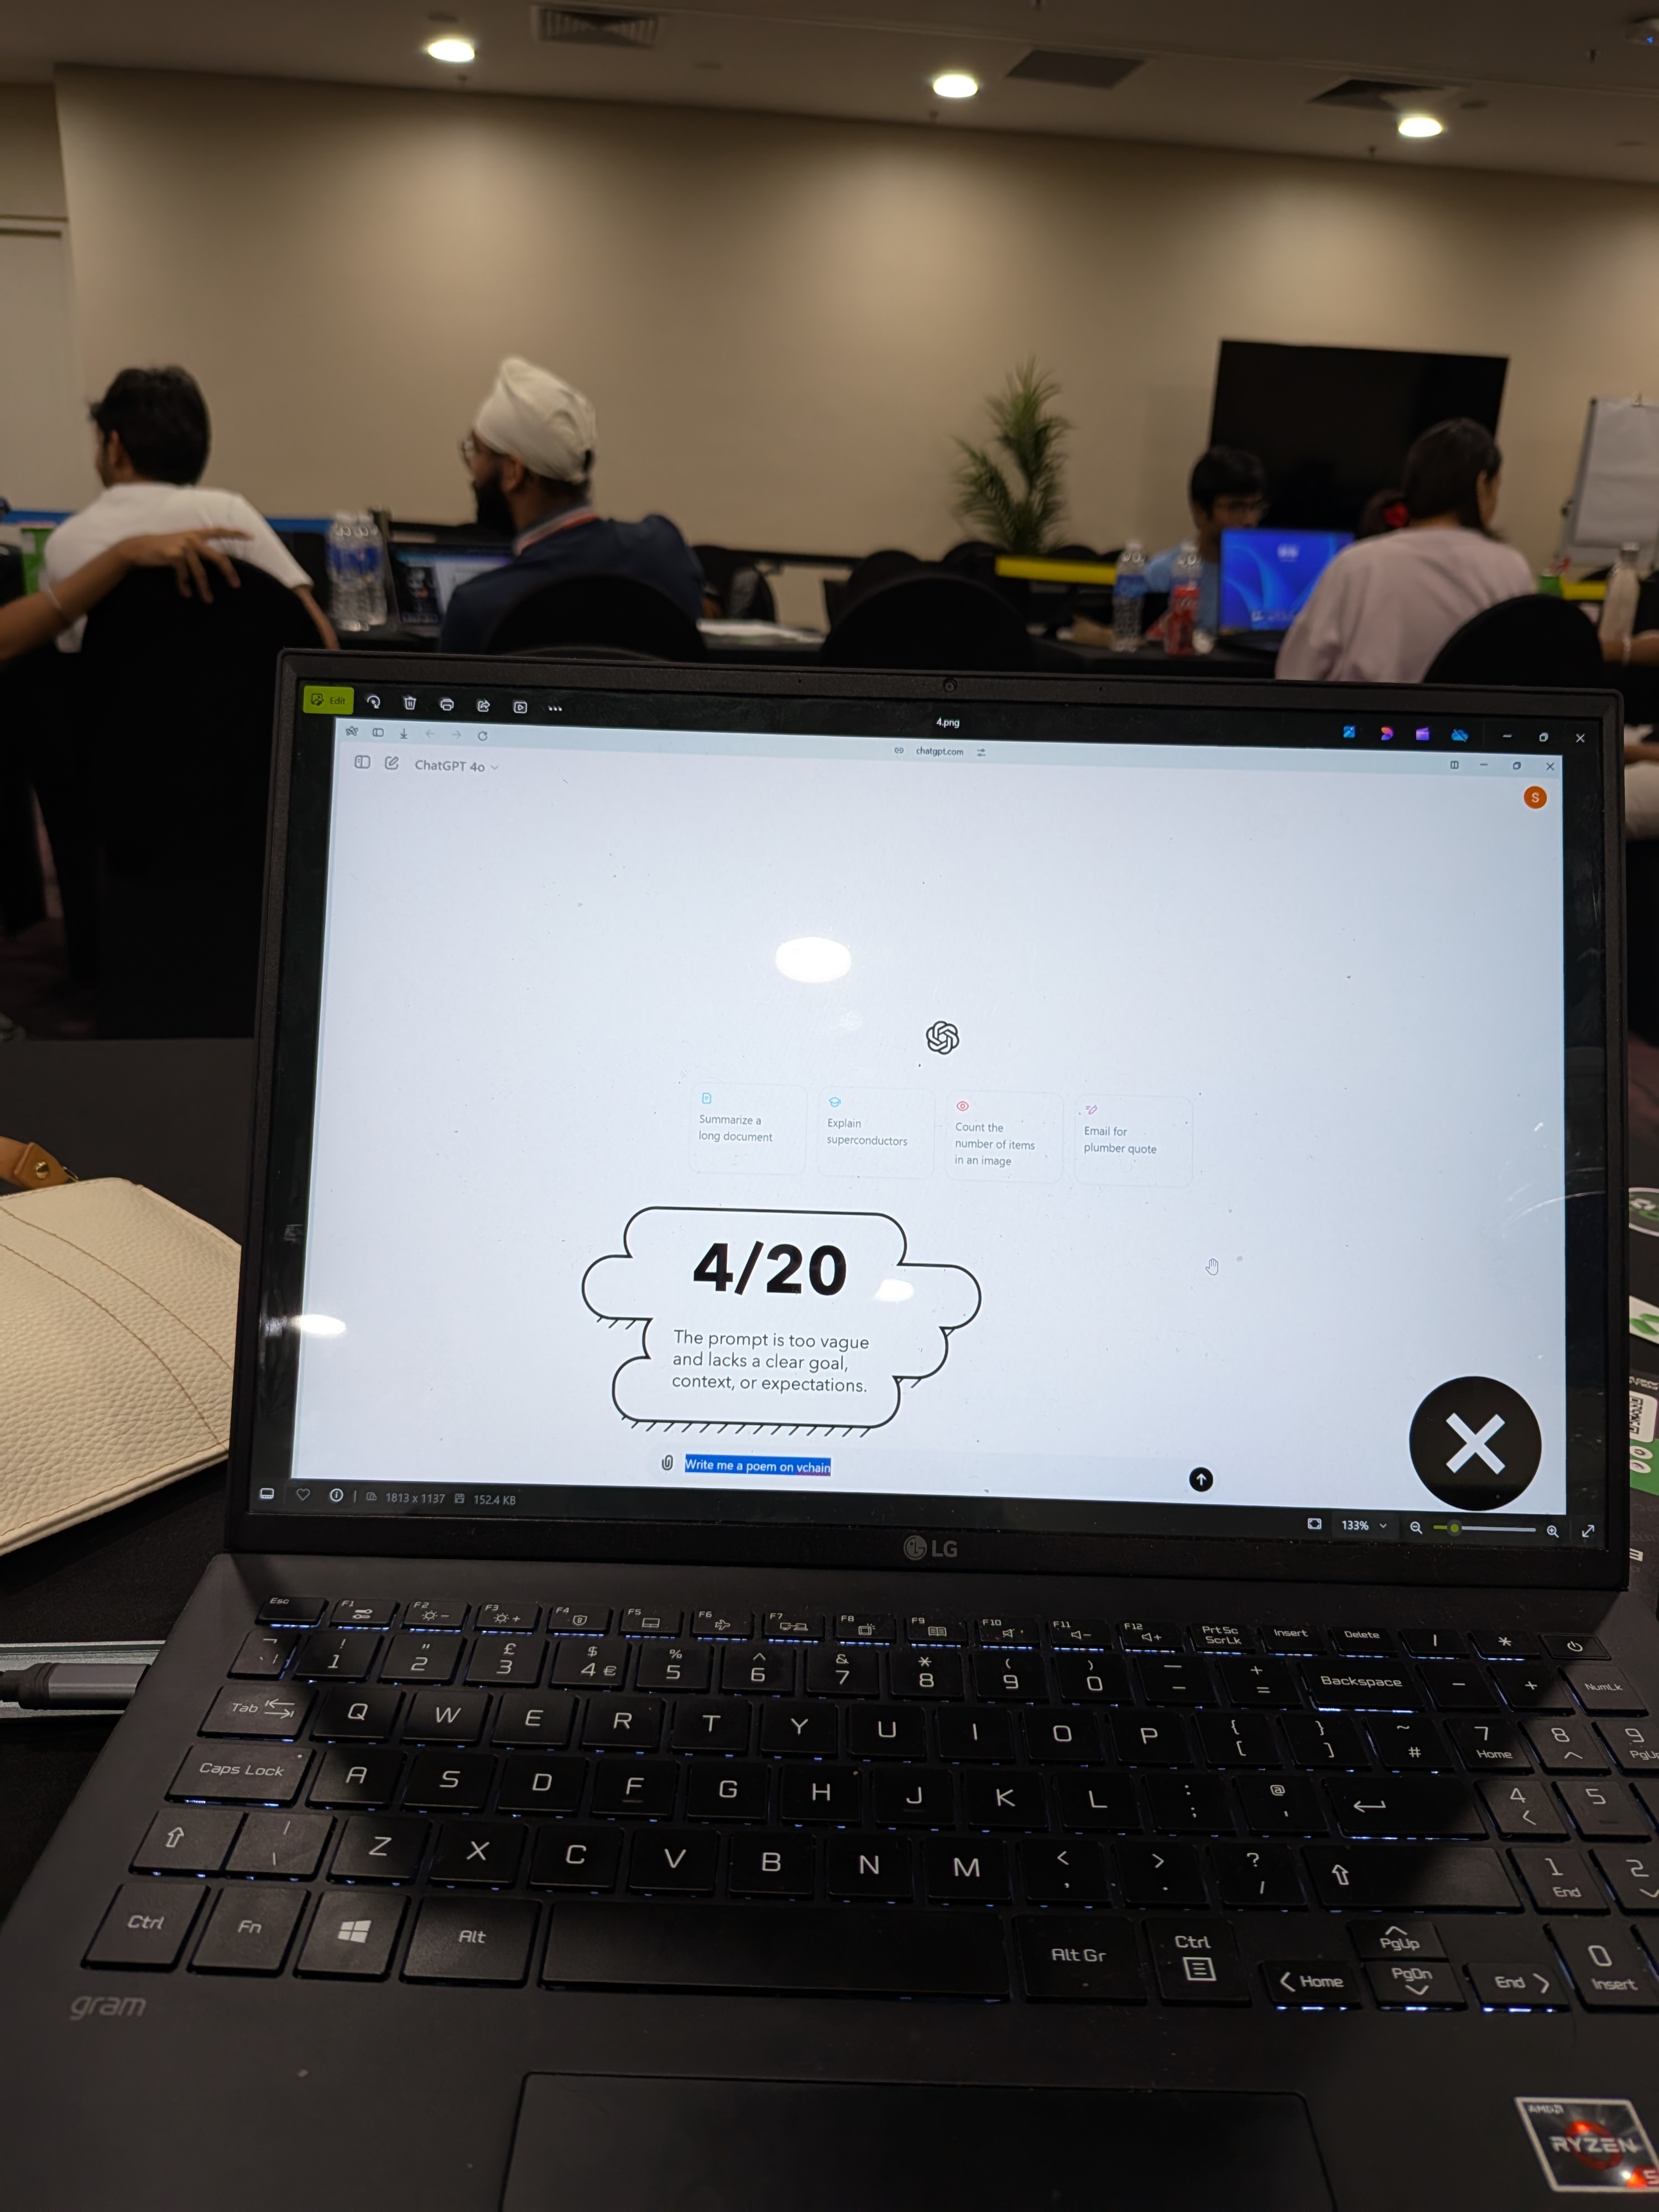 Edit
4.png
chatgpt.com
ChatGPT 4o
S
Summarize a
long document
Explain
superconductors
Count the
number of items
in an image
Email for
plumber quote
4/20
The prompt is too vague
and lacks a clear goal,
context, or expectations.
Write me a poem on vchain
1813 x 1137
152.4 KB
133%
LG
Esc F1 F2 F3 F4 F5 F6 F7 F8 F9 F10 F11 F12 PrtSc ScrLk Insert Delete / *
! 1 " 2 £ 3 $ 4 € % 5 ^ 6 & 7 * 8 ( 9 ) 0 _ - + = Backspace - + NumLk
Tab Q W E R T Y U I O P { [ } ] ~ # 7 Home 8 9 PgUp
Caps Lock A S D F G H J K L : ; @ ' 4 5
| \ Z X C V B N M < , > . ? / 1 End 2
Ctrl Fn Alt Alt Gr Ctrl Home PgUp PgDn End 0 Insert
gram
AMD
RYZEN
5